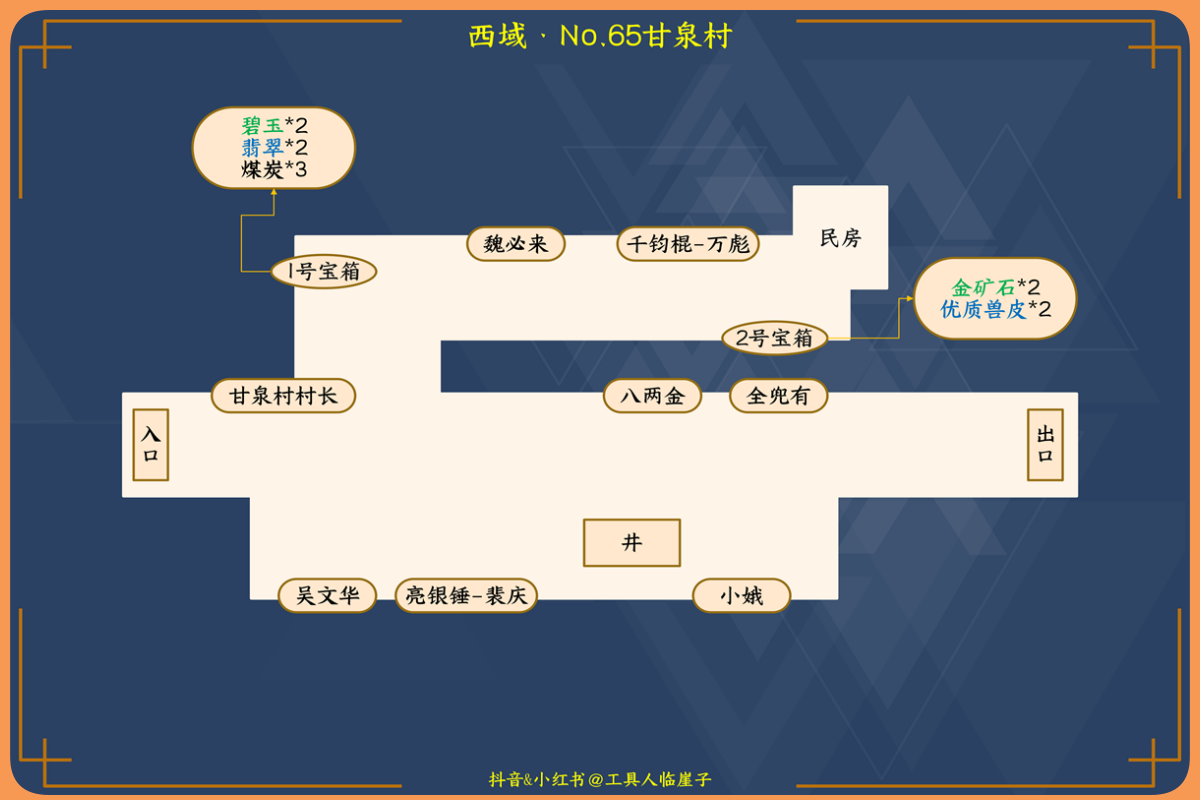 西域·No.65甘泉村
碧玉*2
翡翠*2
煤炭*3
魏必来
千钧棍-万彪
民房
1号宝箱
金矿石*2
优质兽皮*2
2号宝箱
甘泉村村长
八两金
全兜有
入
口
出
口
井
吴文华
亮银锤-裴庆
小娥
抖音&小红书@工具人临崖子